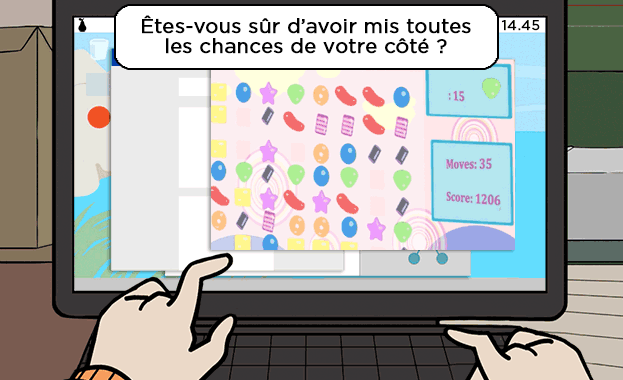 Êtes-vous sûr d’avoir mis toutes
les chances de votre côté ?
14.45
: 15
Moves: 35
Score: 1206